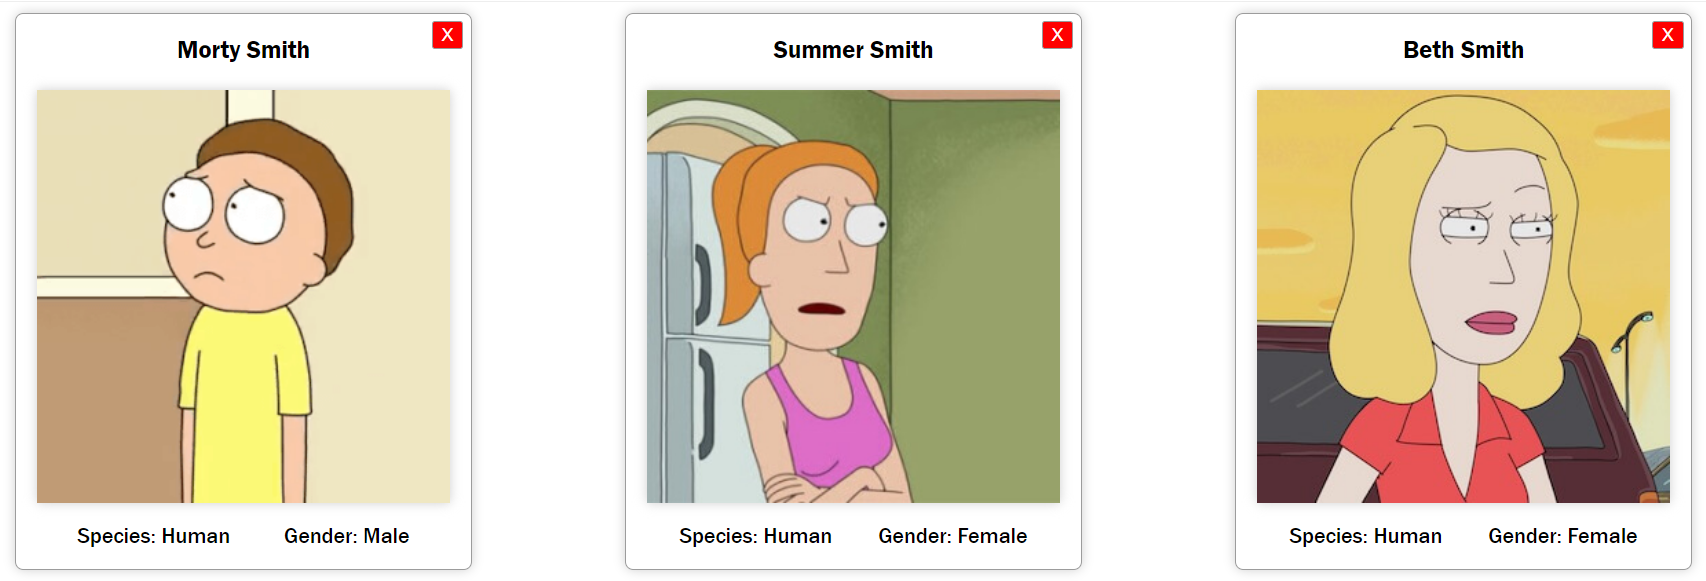 Morty Smith
X
Species: Human Gender: Male
Summer Smith
X
Species: Human Gender: Female
Beth Smith
X
Species: Human Gender: Female